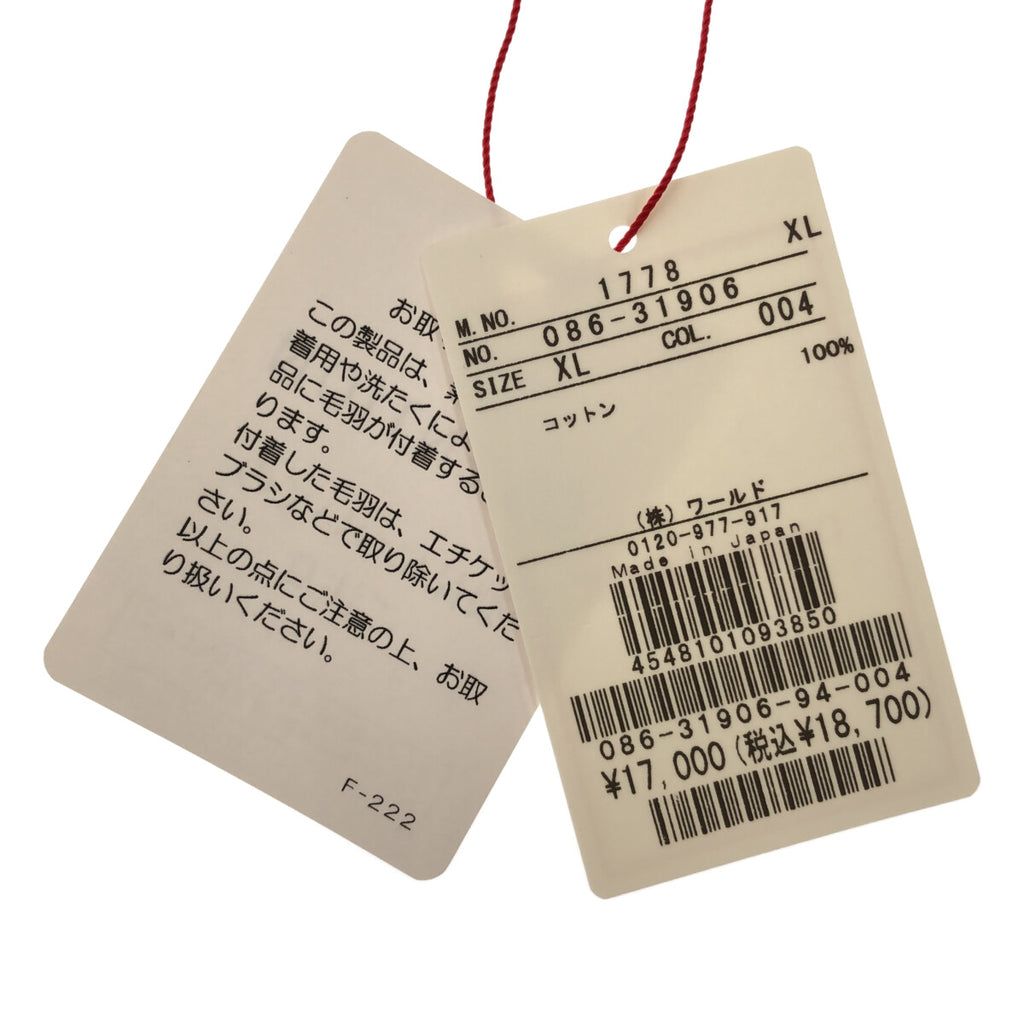 お取
この製品は、
着用や洗たくによ
品に毛羽が付着する
ります。
付着した毛羽は、エチケッ
ブラシなどで取り除いてくだ
さい。
以上の点にご注意の上、お取
り扱いください。
F-222
XL
M.NO. 1778
NO. 086-31906
SIZE XL COL. 004
100%
コットン
(株) ワールド
0120-977-917
Made in Japan
4548101093850
086-31906-94-004
¥17,000(税込¥18,700)